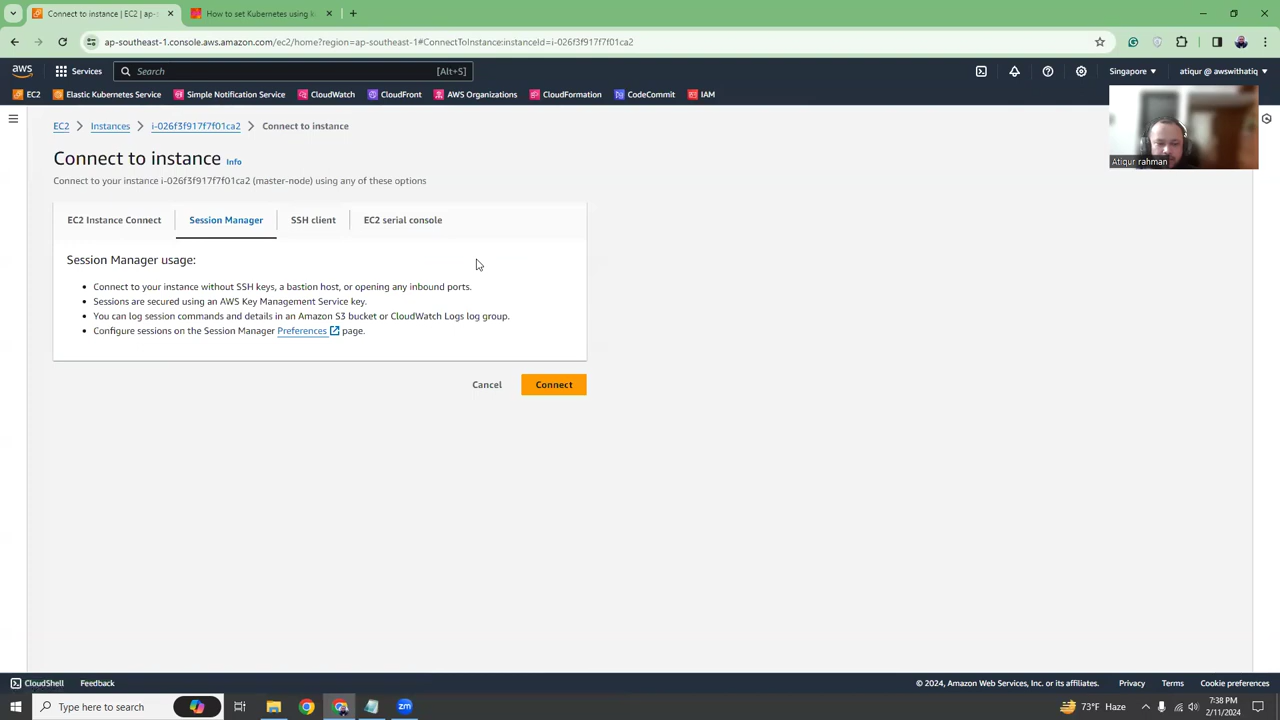 Connect to instance | EC2 | ap-s
How to set Kubernetes using k
ap-southeast-1.console.aws.amazon.com/ec2/home?region=ap-southeast-1#ConnectToInstance:instanceId=i-026f3f917f7f01ca2
aws Services Search [Alt+S] Singapore atiqur @ awswithatiq
EC2 Elastic Kubernetes Service Simple Notification Service CloudWatch CloudFront AWS Organizations CloudFormation CodeCommit IAM
EC2 Instances i-026f3f917f7f01ca2 Connect to instance
Atiqur rahman
Connect to instance Info
Connect to your instance i-026f3f917f7f01ca2 (master-node) using any of these options
EC2 Instance Connect Session Manager SSH client EC2 serial console
Session Manager usage:
Connect to your instance without SSH keys, a bastion host, or opening any inbound ports.
Sessions are secured using an AWS Key Management Service key.
You can log session commands and details in an Amazon S3 bucket or CloudWatch Logs log group.
Configure sessions on the Session Manager Preferences page.
Cancel Connect
CloudShell Feedback © 2024, Amazon Web Services, Inc. or its affiliates. Privacy Terms Cookie preferences
Type here to search zm 73°F Haze 7:38 PM
2/11/2024